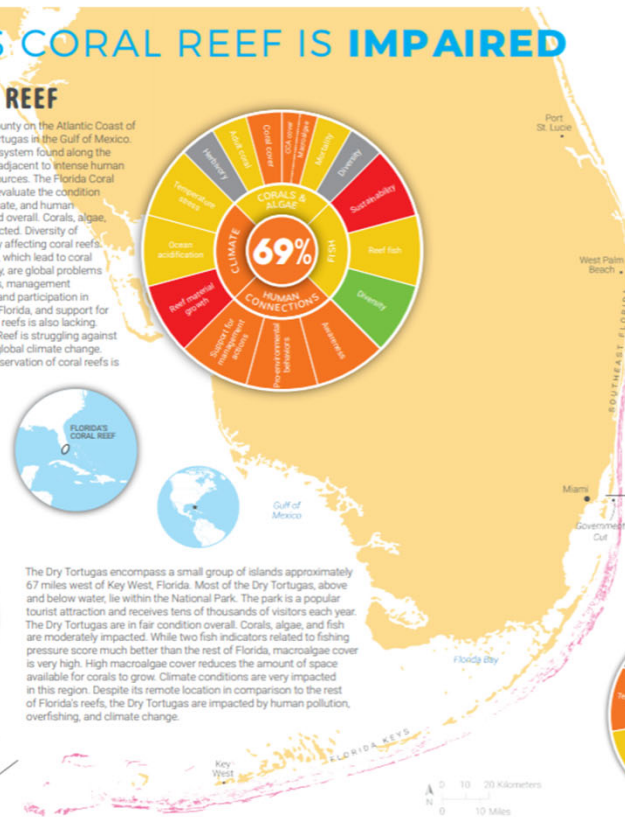 CORAL REEF IS IMPAIRED
REEF
unty on the Atlantic Coast of
rtugas in the Gulf of Mexico.
system found along the
adjacent to intense human
ources. The Florida Coral
evaluate the condition
ate, and human
d overall. Corals, algae,
cted. Diversity of
y affecting coral reefs.
which lead to coral
y, are global problems
s, management
and participation in
Florida, and support for
reefs is also lacking.
Reef is struggling against
global climate change.
servation of coral reefs is
Herbivory
Adult coral
Coral cover
CCA cover
Macroalgae
Mortality
Diversity
Temperature
stress
Sustainability
CORALS &
ALGAE
Ocean
acidification
CLIMATE
69%
FISH
Reef fish
Reef material
growth
HUMAN
CONNECTIONS
Diversity
Support for
management
actions
Pro-environmental
behaviors
Awareness
Port
St. Lucie
West Palm
Beach
SOUTHEAST FLORIDA
FLORIDA'S
CORAL REEF
Gulf of
Mexico
Miami
Government
Cut
The Dry Tortugas encompass a small group of islands approximately
67 miles west of Key West, Florida. Most of the Dry Tortugas, above
and below water, lie within the National Park. The park is a popular
tourist attraction and receives tens of thousands of visitors each year.
The Dry Tortugas are in fair condition overall. Corals, algae, and fish
are moderately impacted. While two fish indicators related to fishing
pressure score much better than the rest of Florida, macroalgae cover
is very high. High macroalgae cover reduces the amount of space
available for corals to grow. Climate conditions are very impacted
in this region. Despite its remote location in comparison to the rest
of Florida's reefs, the Dry Tortugas are impacted by human pollution,
overfishing, and climate change.
Florida Bay
FLORIDA KEYS
Key
West
N
0 10 20 Kilometers
0 10 Miles